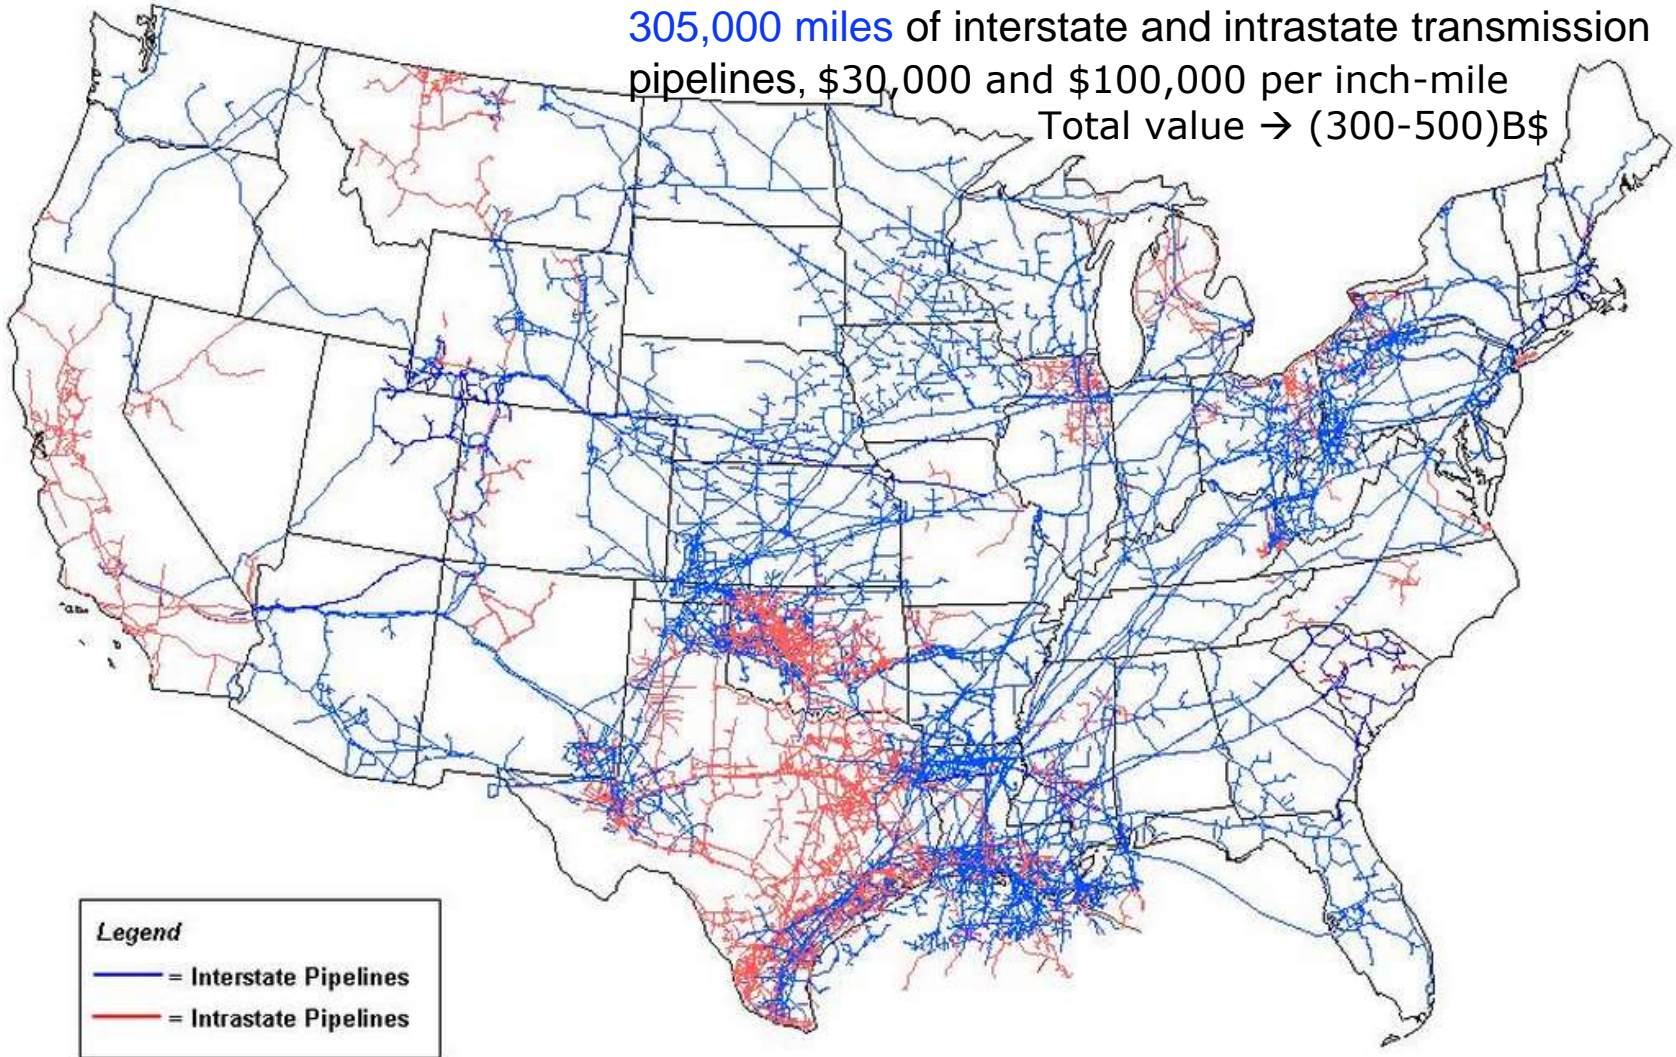 305,000 miles of interstate and intrastate transmission
pipelines, $30,000 and $100,000 per inch-mile
Total value → (300-500)B$
Legend
= Interstate Pipelines
= Intrastate Pipelines